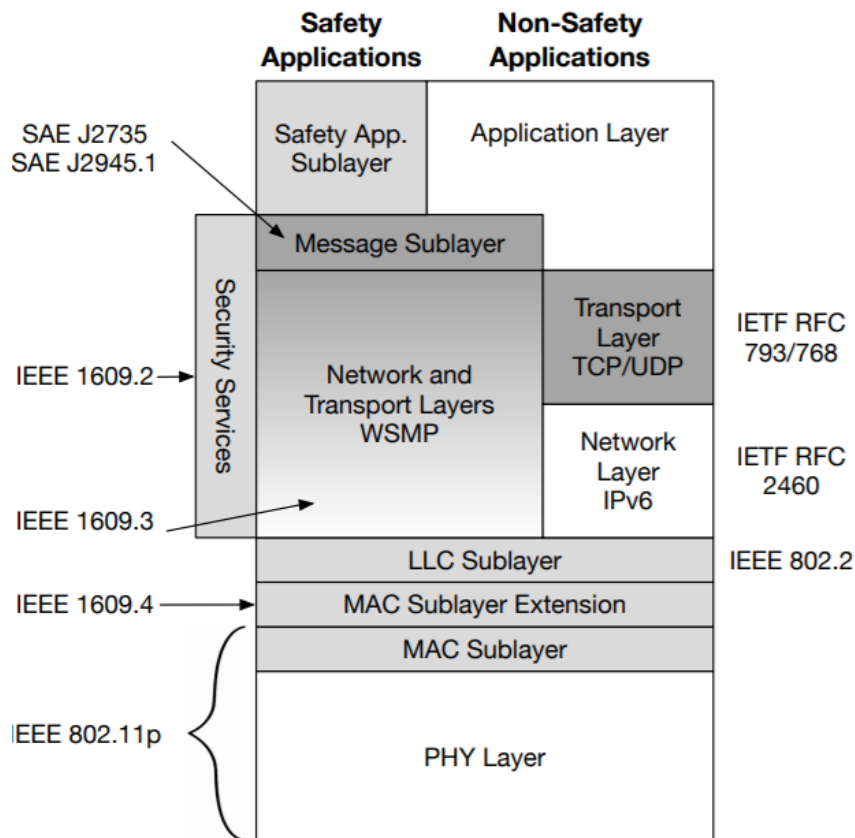 Safety
Applications
Non-Safety
Applications
SAE J2735
SAE J2945.1
Safety App.
Sublayer
Application Layer
Message Sublayer
Security Services
IEEE 1609.2
Network and
Transport Layers
WSMP
Transport
Layer
TCP/UDP
IETF RFC
793/768
Network
Layer
IPv6
IETF RFC
2460
IEEE 1609.3
LLC Sublayer
IEEE 802.2
IEEE 1609.4
MAC Sublayer Extension
MAC Sublayer
IEEE 802.11p
PHY Layer